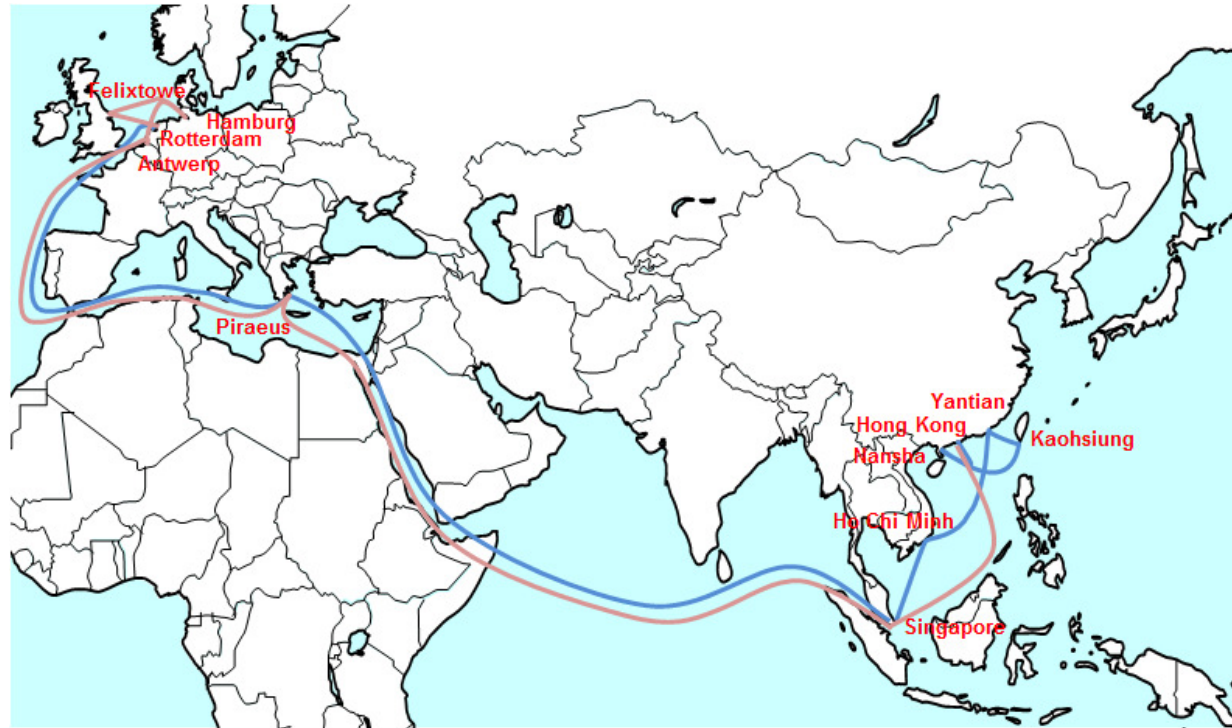 Felixtowe
Hamburg
Rotterdam
Antwerp
Piraeus
Yantian
Hong Kong
Kaohsiung
Nansha
Ho Chi Minh
Singapore